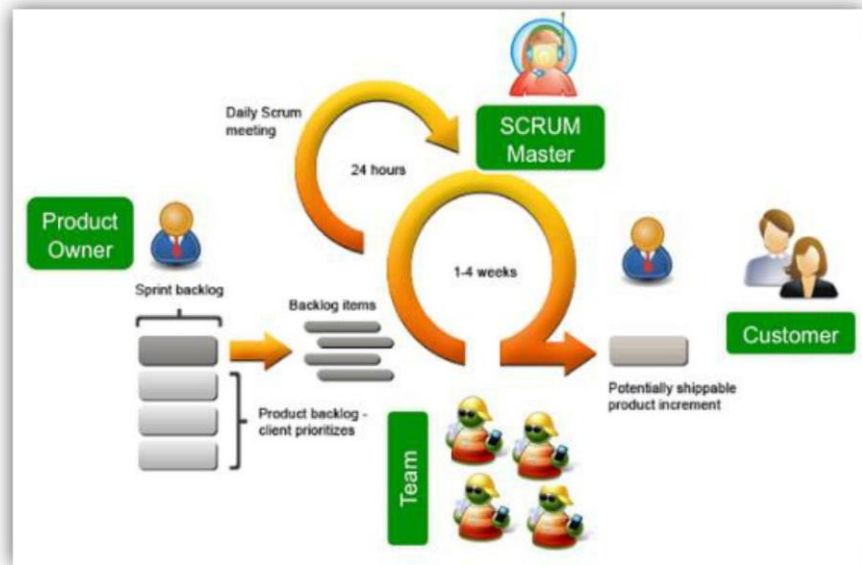 SCRUM
Master
Daily Scrum
meeting
24 hours
Product
Owner
1-4 weeks
Sprint backlog
Backlog items
Customer
Product backlog -
client prioritizes
Potentially shippable
product increment
Team